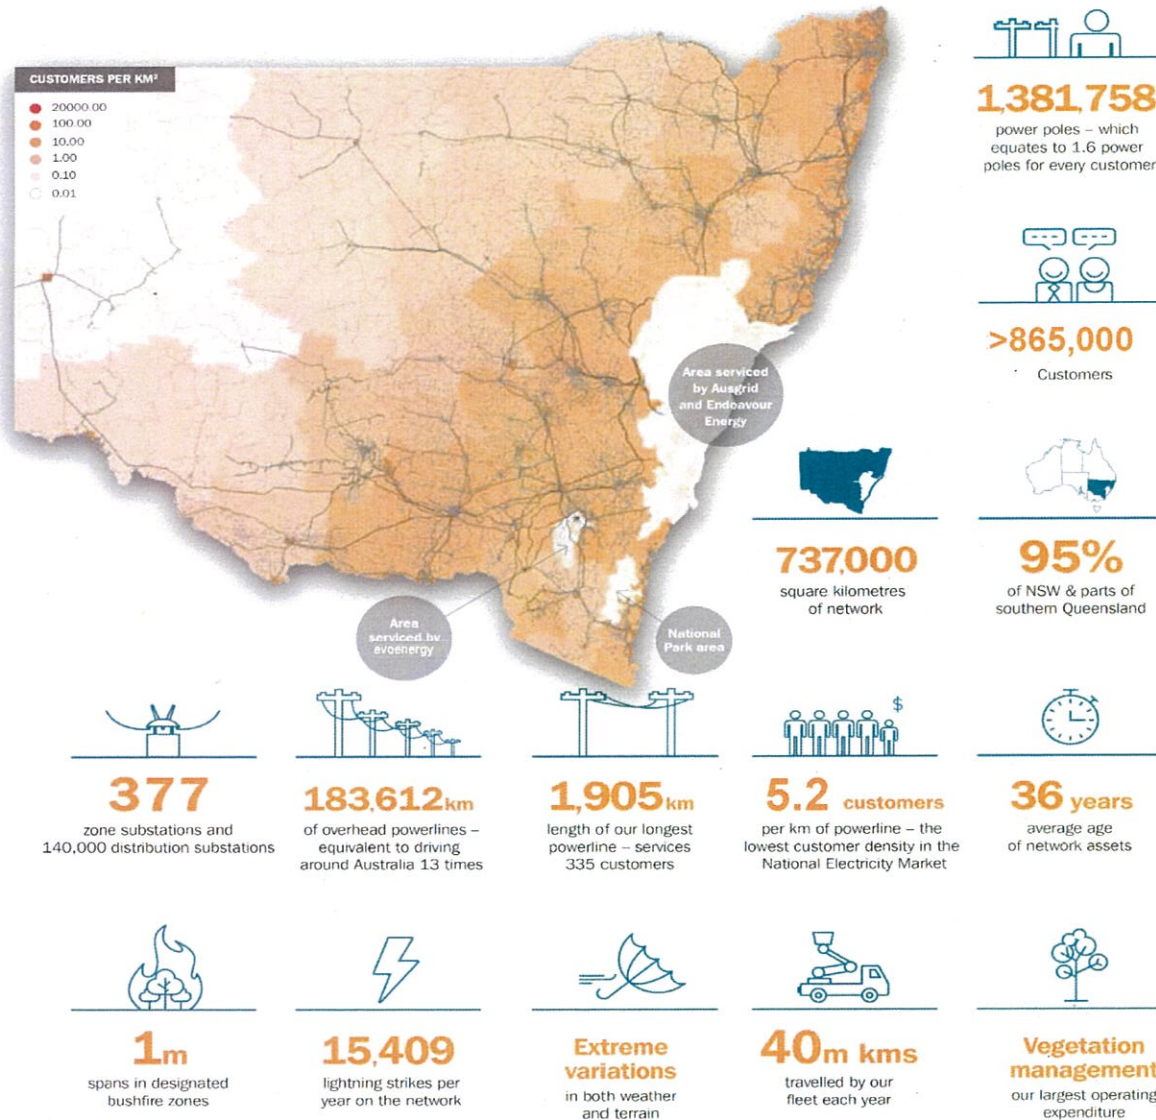 CUSTOMERS PER KM²
20000.00
100.00
10.00
1.00
0.10
0.01
Area serviced
by Ausgrid
and Endeavour
Energy
Area
serviced by
evoenergy
National
Park area
1,381,758
power poles – which
equates to 1.6 power
poles for every customer
>865,000
Customers
737,000
square kilometres
of network
95%
of NSW & parts of
southern Queensland
377
zone substations and
140,000 distribution substations
183,612km
of overhead powerlines –
equivalent to driving
around Australia 13 times
1,905km
length of our longest
powerline – services
335 customers
$
5.2 customers
per km of powerline – the
lowest customer density in the
National Electricity Market
36 years
average age
of network assets
1m
spans in designated
bushfire zones
15,409
lightning strikes per
year on the network
Extreme
variations
in both weather
and terrain
40m kms
travelled by our
fleet each year
Vegetation
management
our largest operating
expenditure